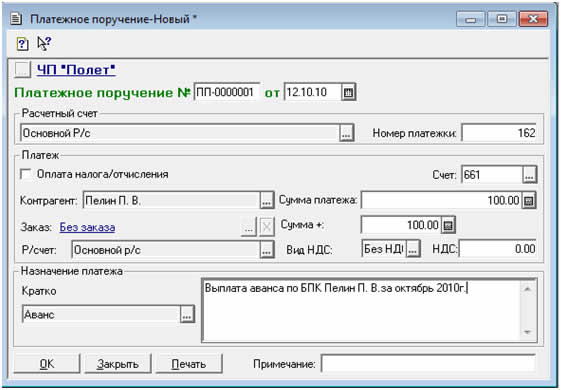 Платежное поручение-Новый *
ЧП "Полет"
Платежное поручение № ПП-0000001 от 12.10.10
Расчетный счет
Основной Р/с ... Номер платежки: 162
Платеж
Оплата налога/отчисления Счет: 661 ...
Контрагент: Пелин П. В. ... Сумма платежа: 100.00
Заказ: Без заказа ... X Сумма +: 100.00
Р/счет: Основной р/с ... Вид НДС: Без НД ... НДС: 0.00
Назначение платежа
Кратко
Аванс ...
Выплата аванса по БПК Пелин П. В.за октябрь 2010г.
OK Закрыть Печать Примечание: